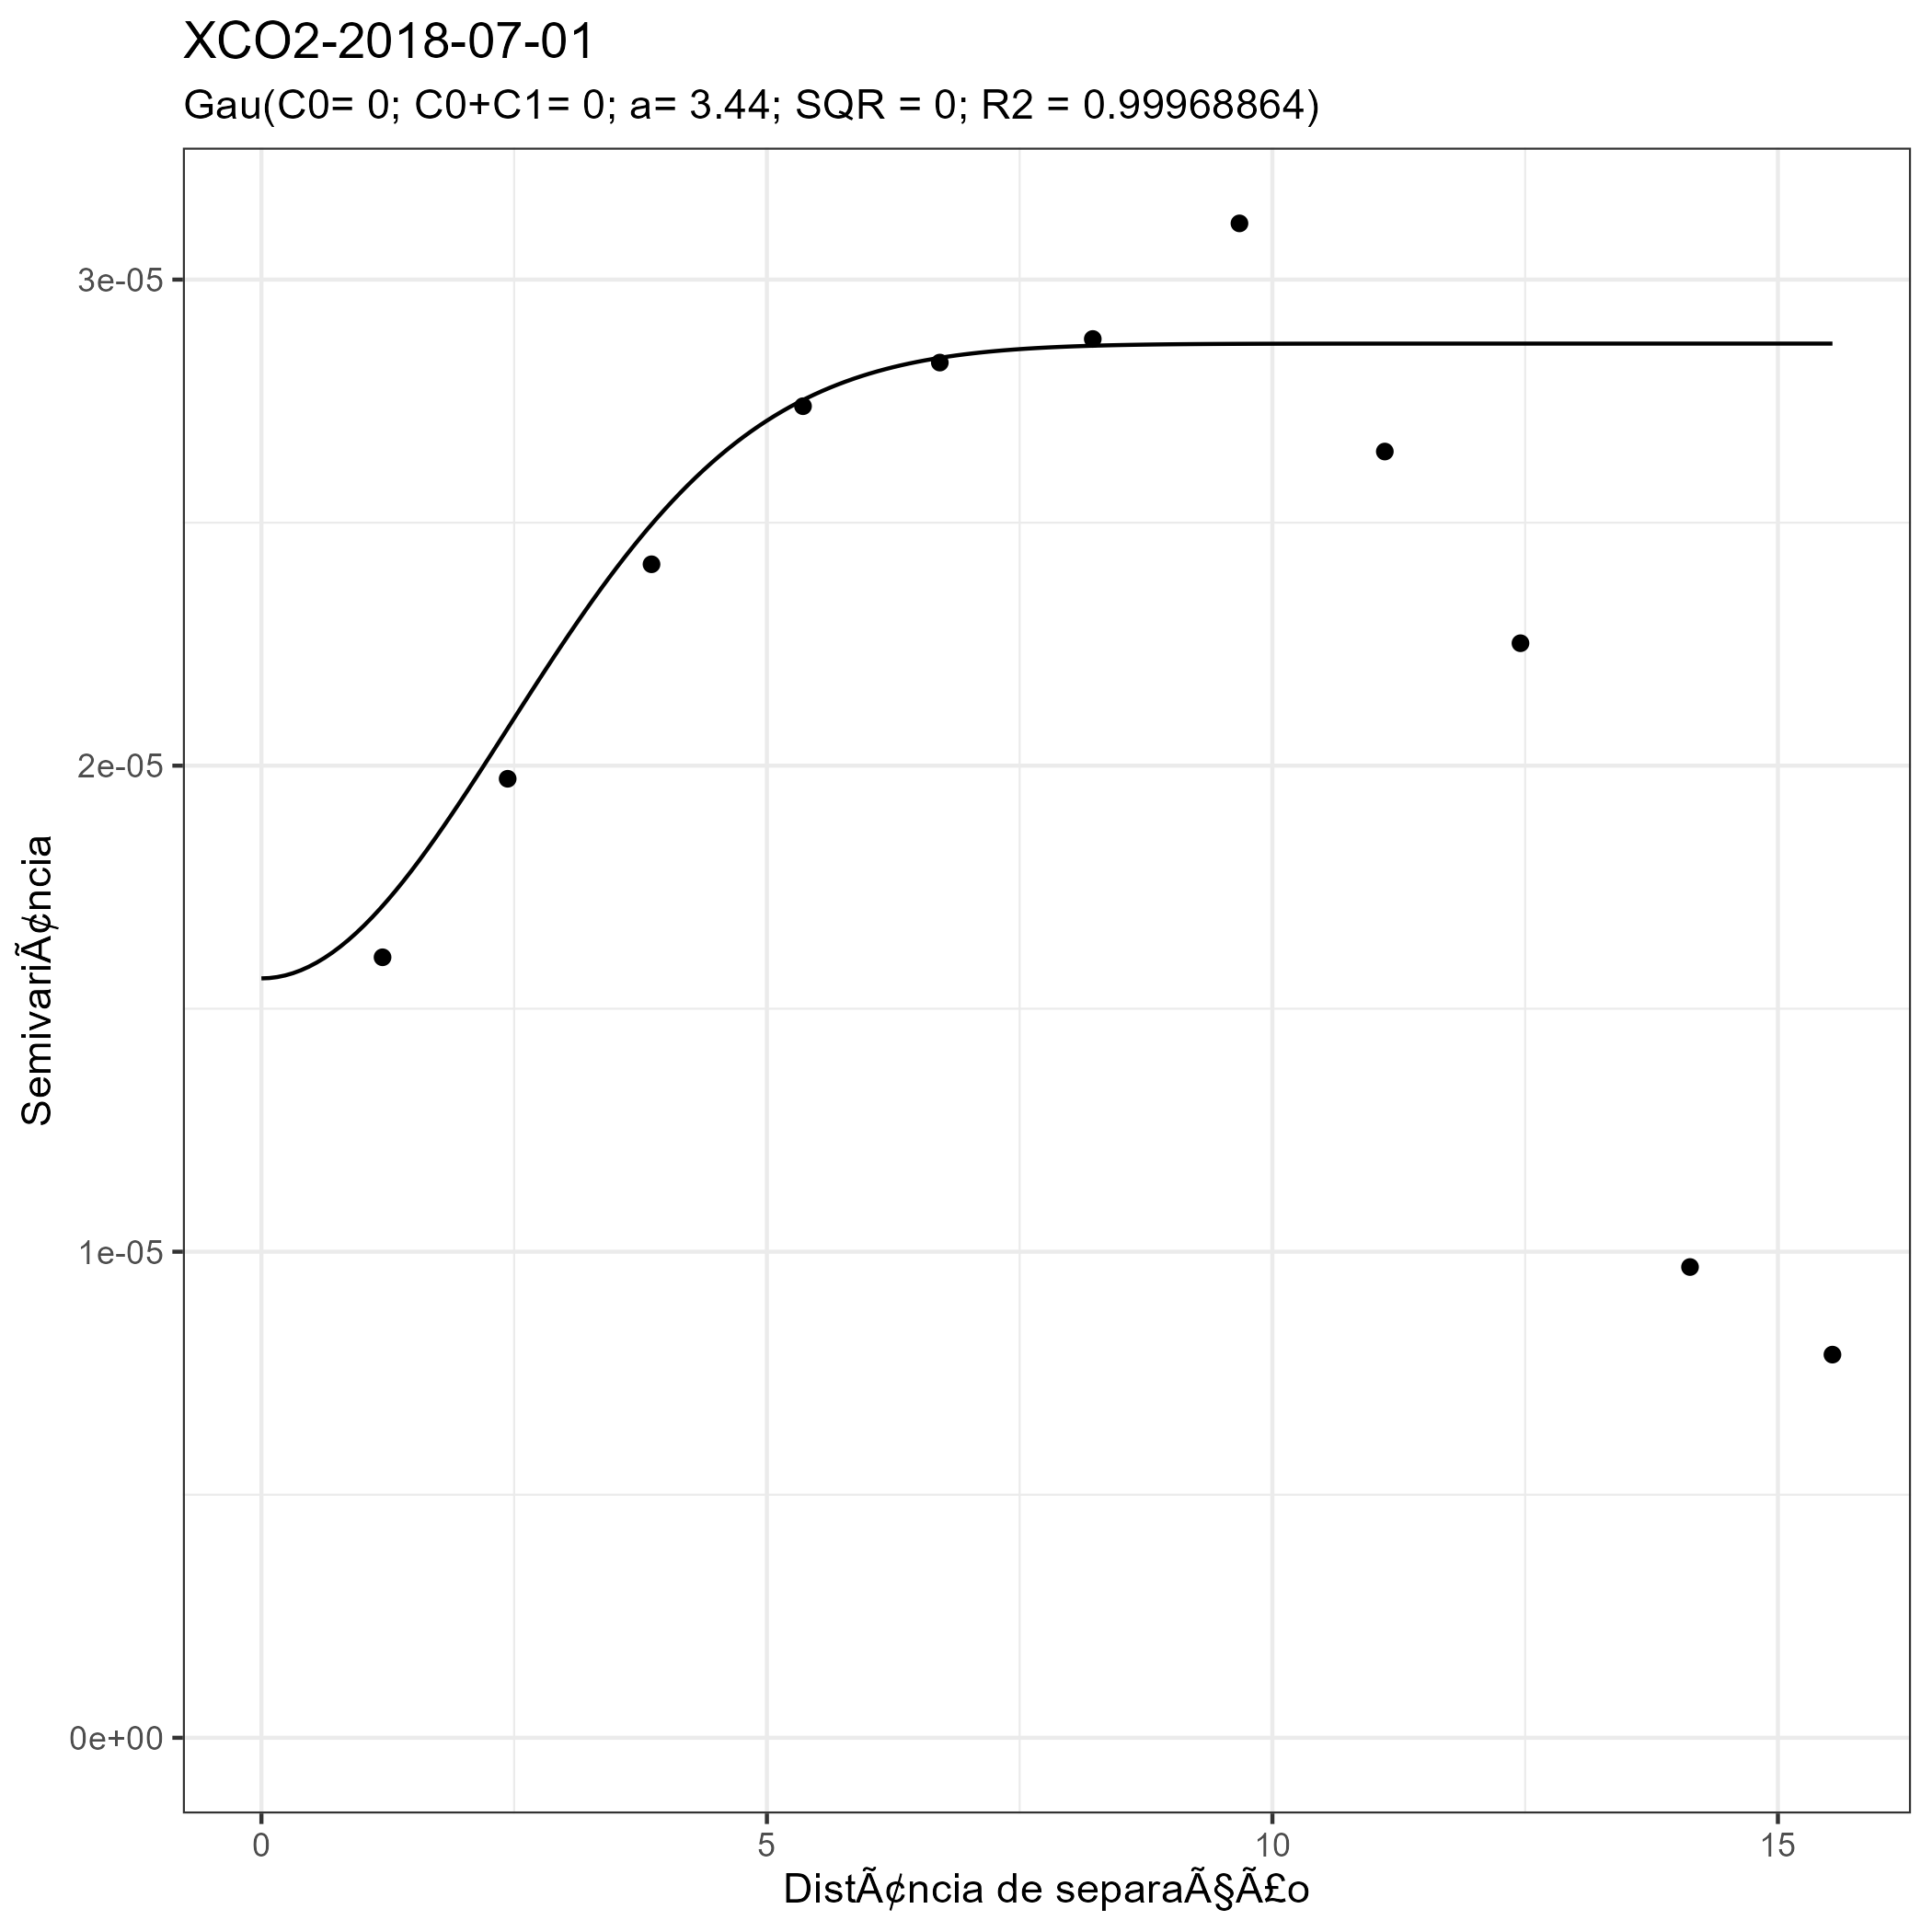 XCO2-2018-07-01
Gau(C0= 0; C0+C1= 0; a= 3.44; SQR = 0; R2 = 0.99968864)
3e-05
2e-05
1e-05
0e+00
SemivariÃ¢ncia
0 5 10 15
DistÃ¢ncia de separaÃ§Ã£o